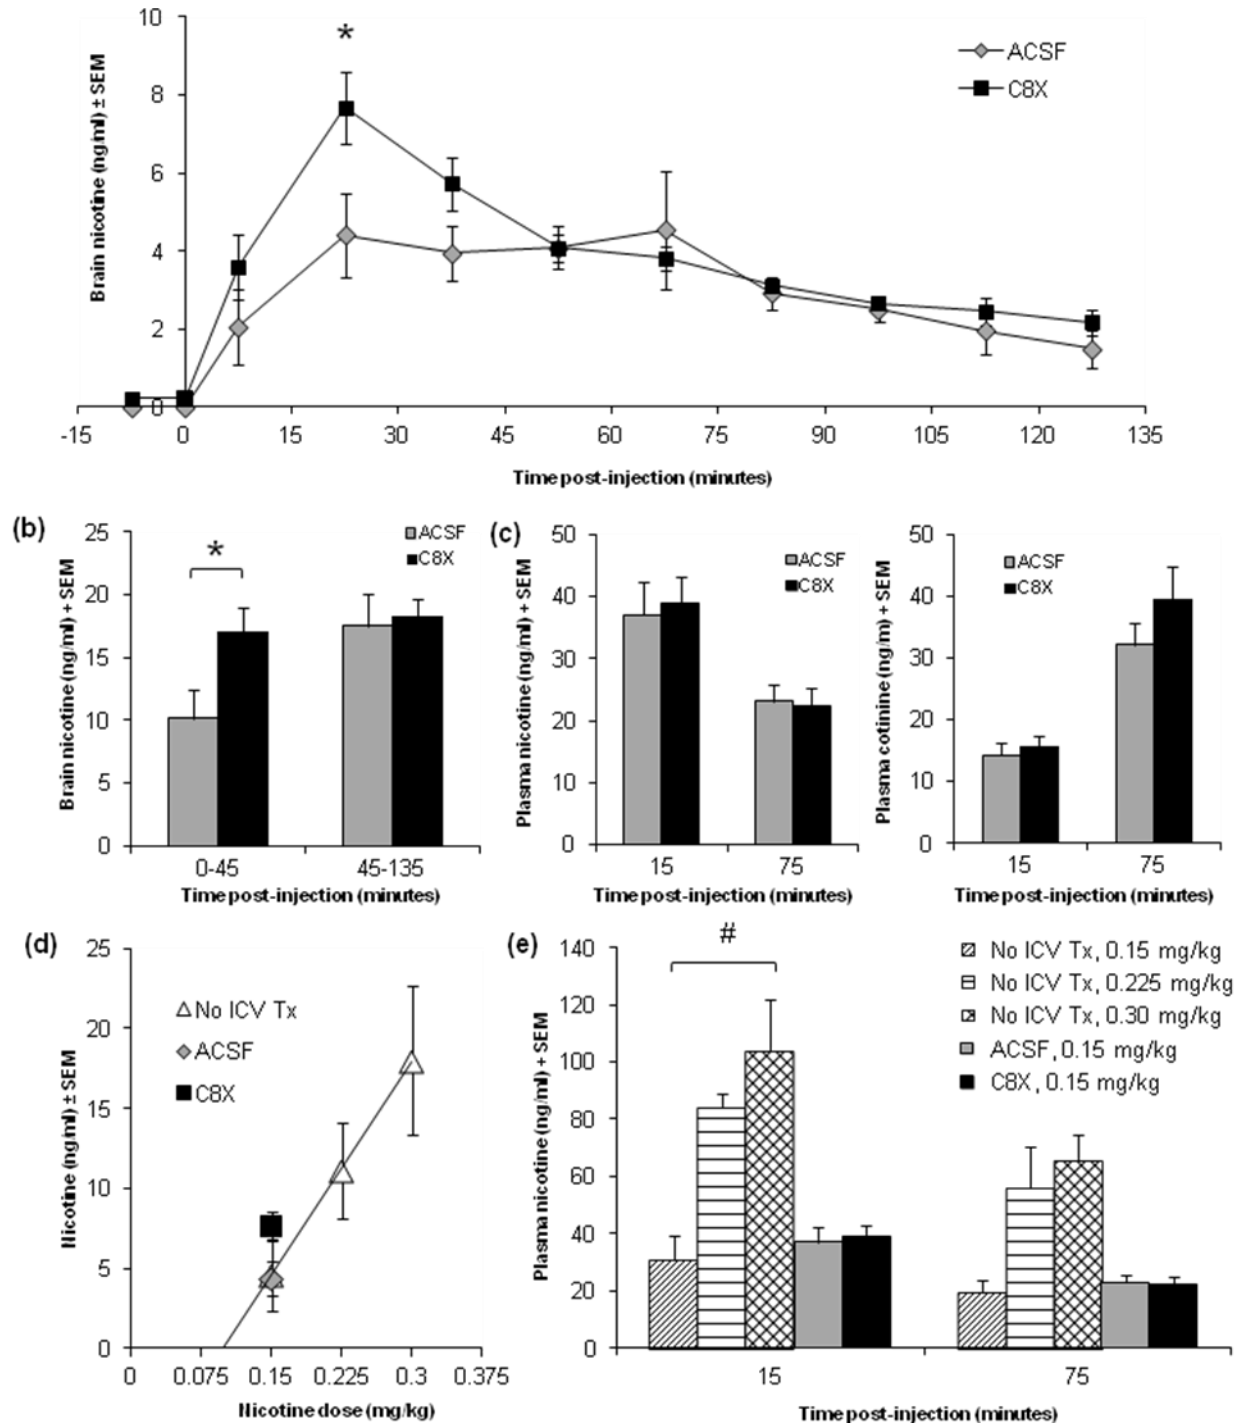 10
8
6
4
2
0
Brain nicotine (ng/ml) ± SEM
*
ACSF
C8X
-15 0 15 30 45 60 75 90 105 120 135
Time post-injection (minutes)
(b)
25
20
15
10
5
0
Brain nicotine (ng/ml) + SEM
*
ACSF
C8X
0-45 45-135
Time post-injection (minutes)
(c)
50
40
30
20
10
0
Plasma nicotine (ng/ml) + SEM
ACSF
C8X
15 75
Time post-injection (minutes)
50
40
30
20
10
0
Plasma cotinine (ng/m) + SEM
ACSF
C8X
15 75
Time post-injection (minutes)
(d)
25
20
15
10
5
0
Nicotine (ng/ml) ± SEM
No ICV Tx
ACSF
C8X
0 0.075 0.15 0.225 0.3 0.375
Nicotine dose (mg/kg)
(e)
140
120
100
80
60
40
20
0
Plasma nicotine (ng/ml) + SEM
#
No ICV Tx, 0.15 mg/kg
No ICV Tx, 0.225 mg/kg
No ICV Tx, 0.30 mg/kg
ACSF, 0.15 mg/kg
C8X, 0.15 mg/kg
15 75
Time post-injection (minutes)